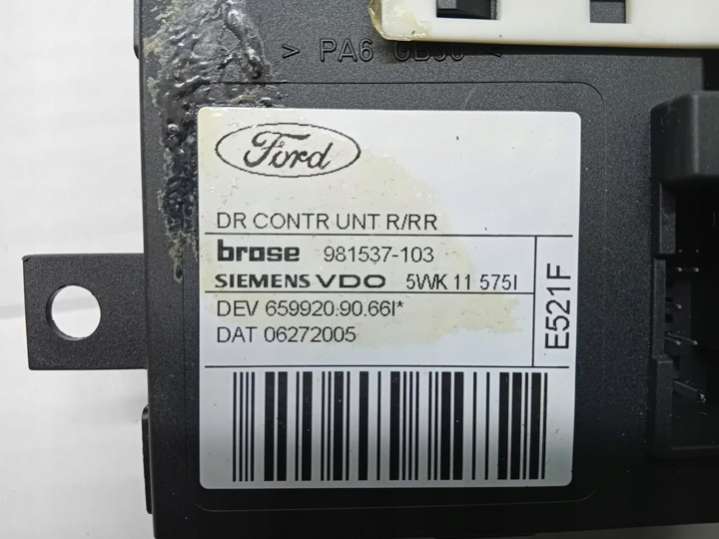 > PA6 GB30 <
Ford
DR CONTR UNT R/RR
brose 981537-103
SIEMENS VDO 5WK 11 575I
DEV 659920.90.66I*
DAT 06272005
E521F